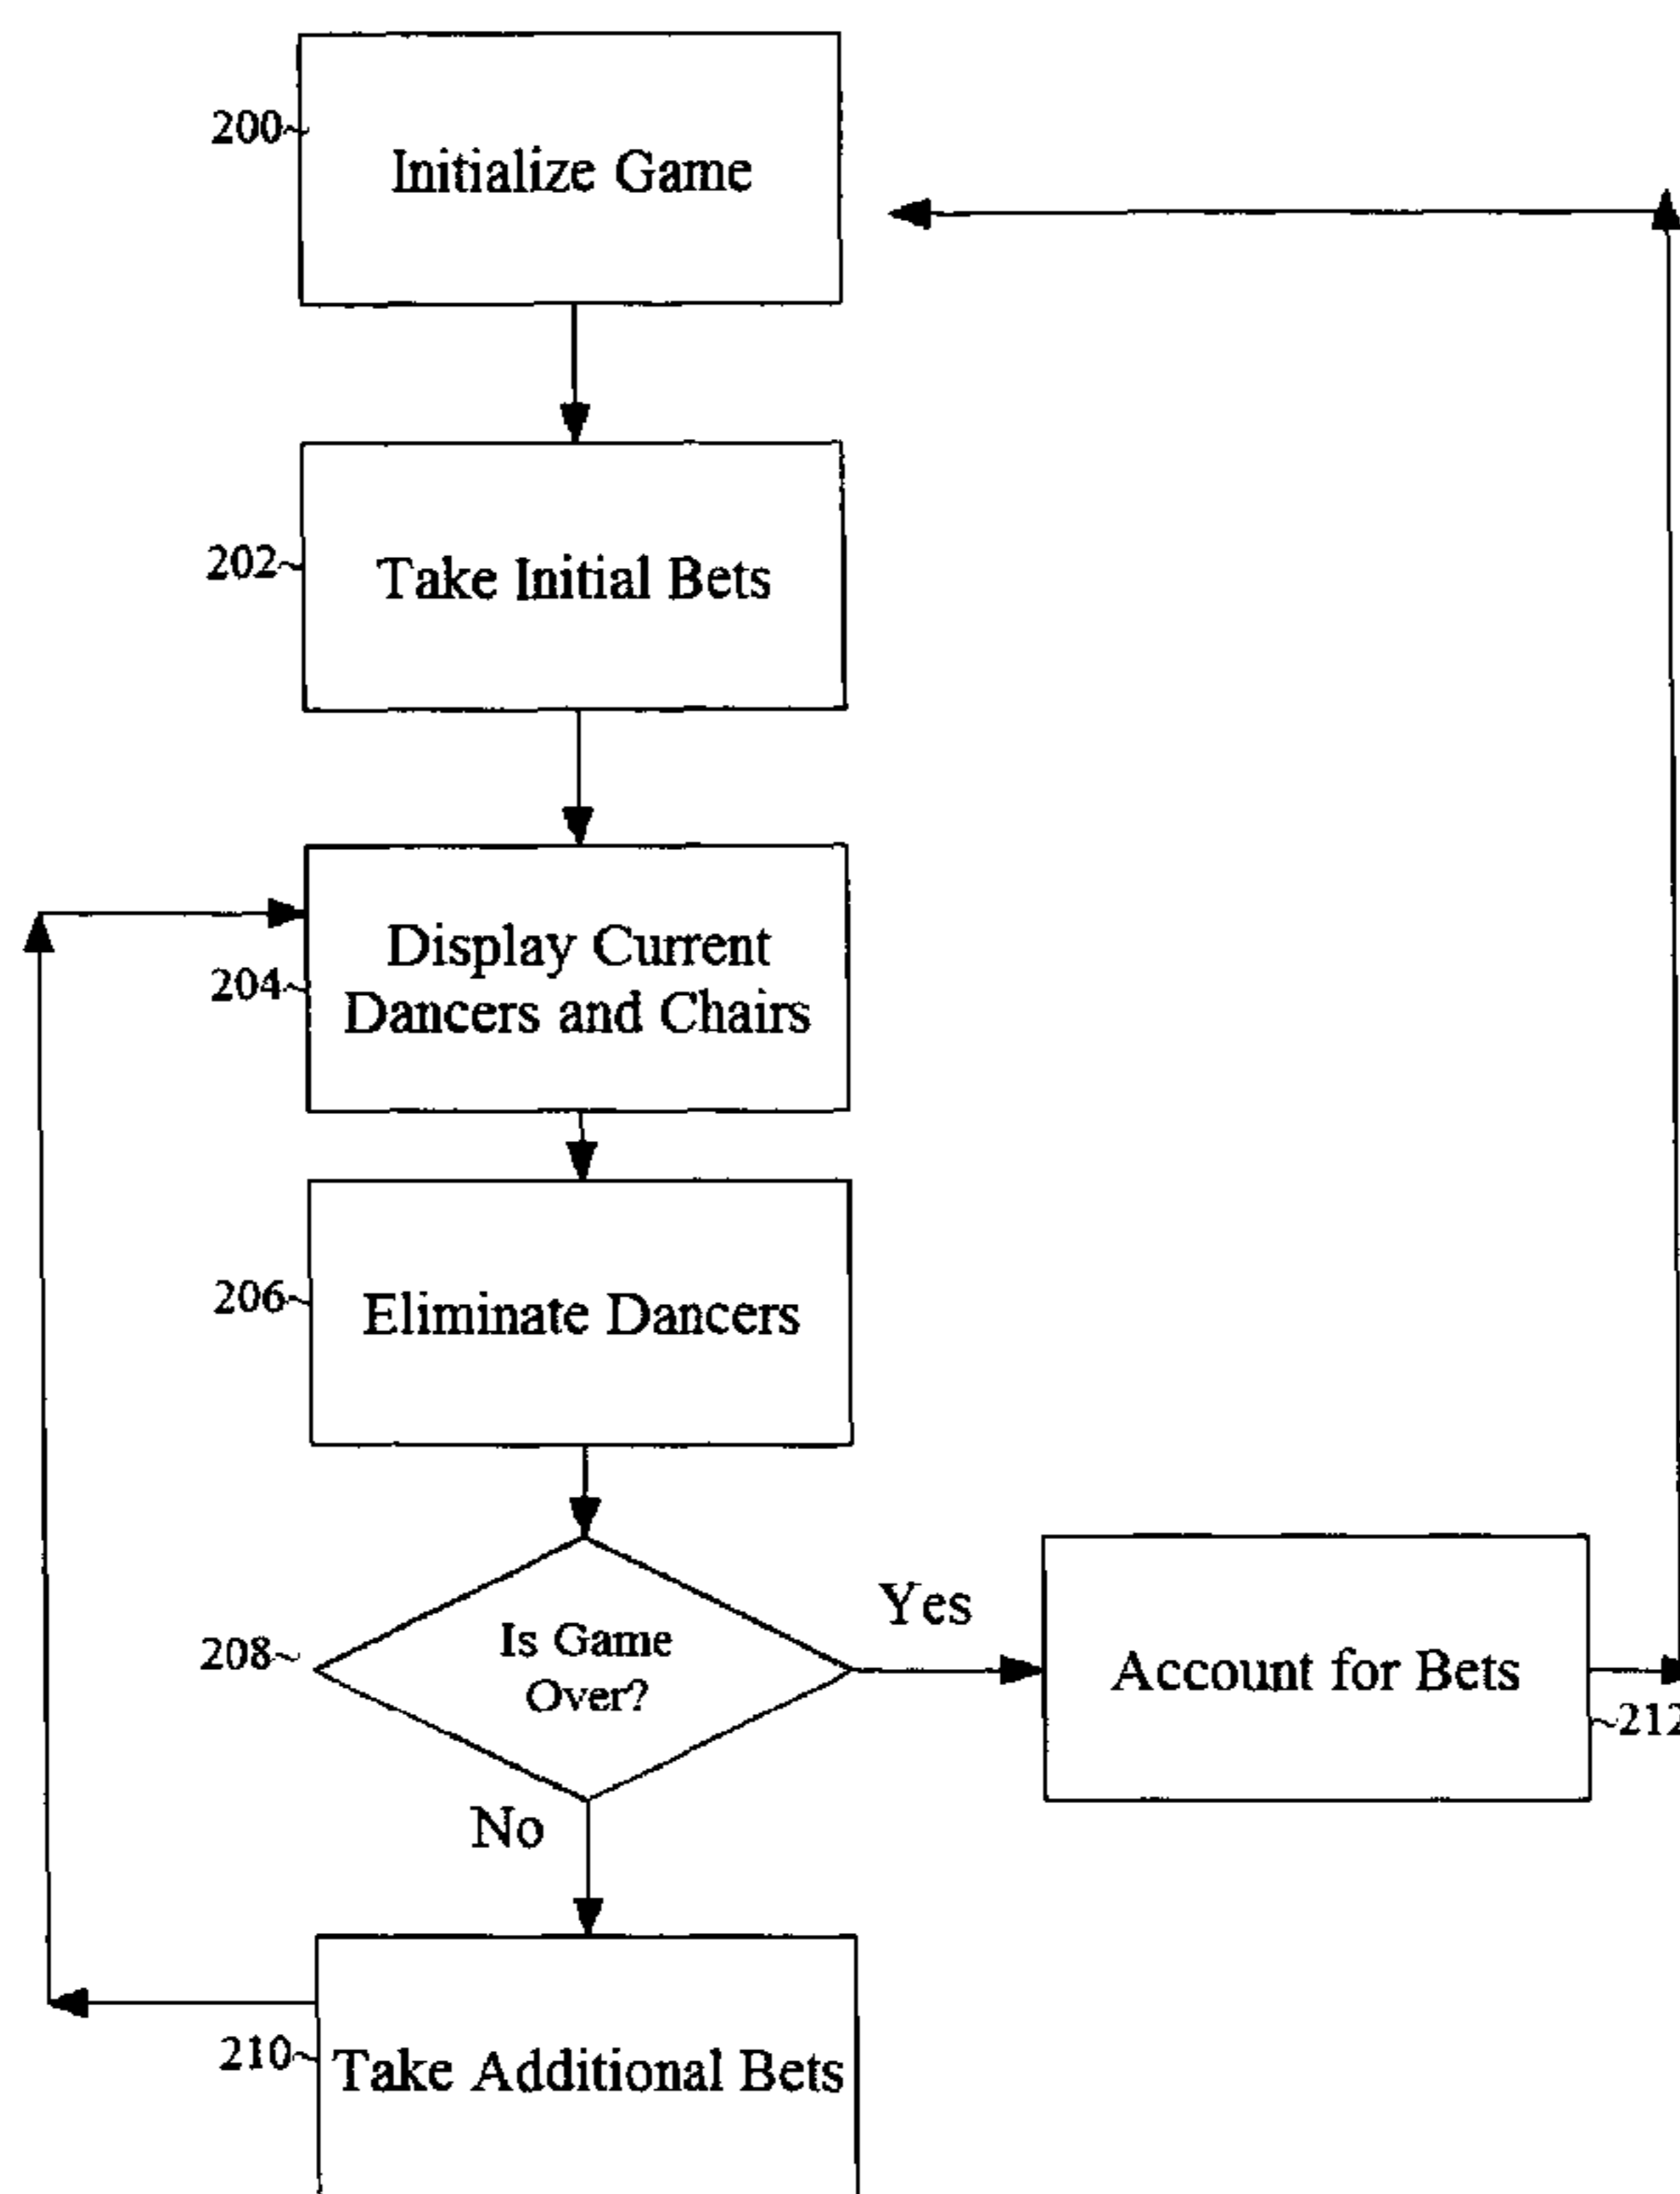 200
Initialize Game
202
Take Initial Bets
Display Current
204
Dancers and Chairs
206
Eliminate Dancers
208
Is Game
Over?
Yes
Account for Bets
212
No
210
Take Additional Bets